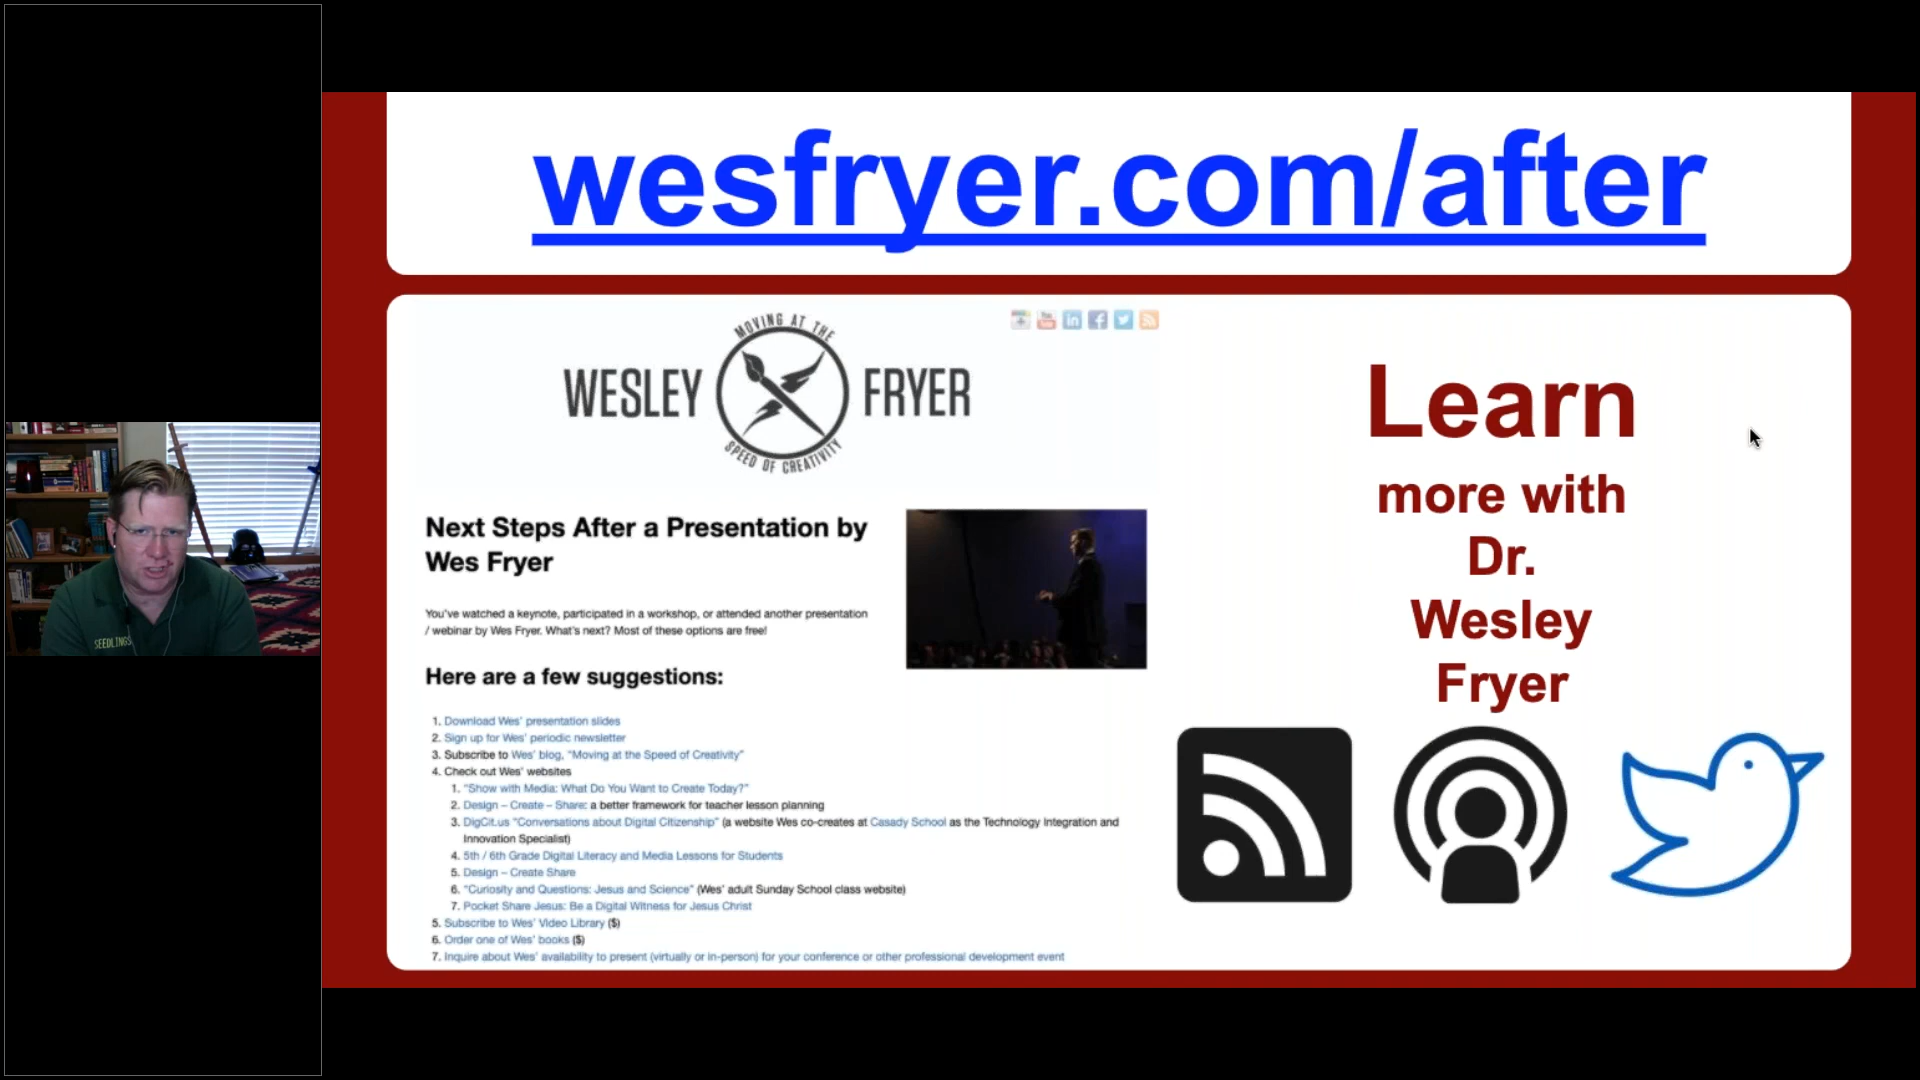 wesfryer.com/after
MOVING AT THE
WESLEY FRYER
SPEED OF CREATIVITY
You Tube in f
Next Steps After a Presentation by
Wes Fryer
You've watched a keynote, participated in a workshop, or attended another presentation
/ webinar by Wes Fryer. What's next? Most of these options are free!
Here are a few suggestions:
1. Download Wes' presentation slides
2. Sign up for Wes' periodic newsletter
3. Subscribe to Wes' blog, "Moving at the Speed of Creativity"
4. Check out Wes' websites
1. "Show with Media: What Do You Want to Create Today?"
2. Design – Create – Share: a better framework for teacher lesson planning
3. DigCit.us "Conversations about Digital Citizenship" (a website Wes co-creates at Casady School as the Technology Integration and
Innovation Specialist)
4. 5th / 6th Grade Digital Literacy and Media Lessons for Students
5. Design – Create Share
6. "Curiosity and Questions: Jesus and Science" (Wes' adult Sunday School class website)
7. Pocket Share Jesus: Be a Digital Witness for Jesus Christ
5. Subscribe to Wes' Video Library ($)
6. Order one of Wes' books ($)
7. Inquire about Wes' availability to present (virtually or in-person) for your conference or other professional development event
Learn
more with
Dr.
Wesley
Fryer
SEEDLINGS